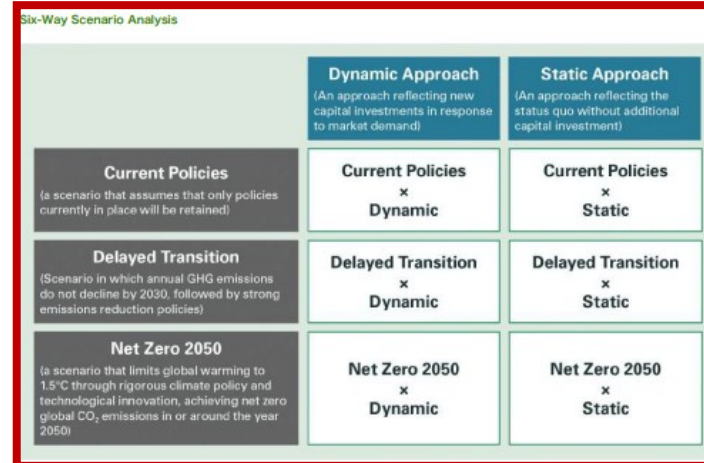 Six-Way Scenario Analysis
Dynamic Approach
(An approach reflecting new
capital investments in response
to market demand)
Static Approach
(An approach reflecting the
status quo without additional
capital investment)
Current Policies
(a scenario that assumes that only policies
currently in place will be retained)
Current Policies
×
Dynamic
Current Policies
×
Static
Delayed Transition
(Scenario in which annual GHG emissions
do not decline by 2030, followed by strong
emissions reduction policies)
Delayed Transition
×
Dynamic
Delayed Transition
×
Static
Net Zero 2050
(a scenario that limits global warming to
1.5°C through rigorous climate policy and
technological innovation, achieving net zero
global CO₂ emissions in or around the year
2050)
Net Zero 2050
×
Dynamic
Net Zero 2050
×
Static